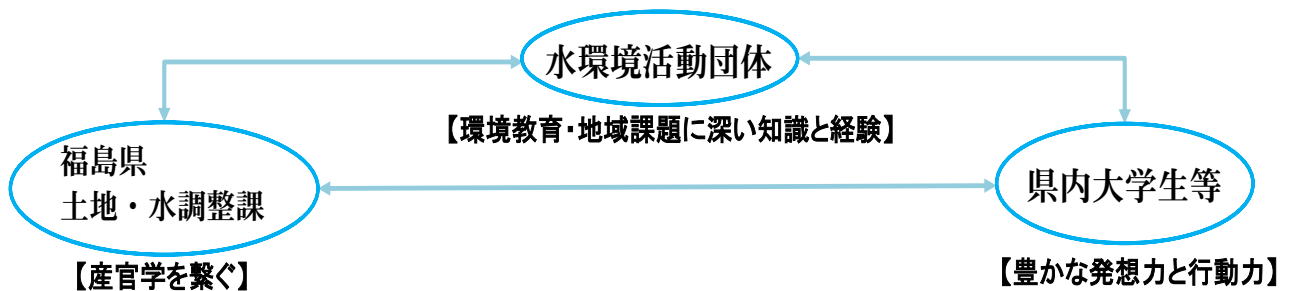 水環境活動団体
【環境教育・地域課題に深い知識と経験】
福島県
土地・水調整課
【産官学を繋ぐ】
県内大学生等
【豊かな発想力と行動力】